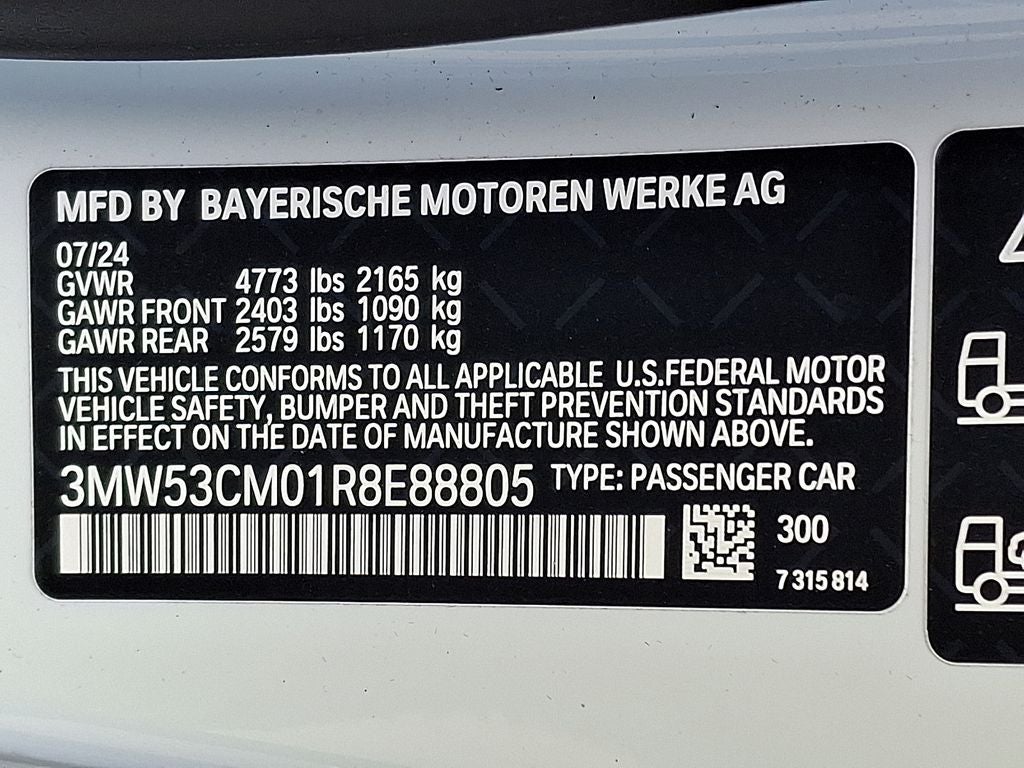 MFD BY BAYERISCHE MOTOREN WERKE AG
07/24
GVWR 4773 lbs 2165 kg
GAWR FRONT 2403 lbs 1090 kg
GAWR REAR 2579 lbs 1170 kg
THIS VEHICLE CONFORMS TO ALL APPLICABLE U.S.FEDERAL MOTOR
VEHICLE SAFETY, BUMPER AND THEFT PREVENTION STANDARDS
IN EFFECT ON THE DATE OF MANUFACTURE SHOWN ABOVE.
3MW53CM01R8E88805 TYPE: PASSENGER CAR
300
7 315 814